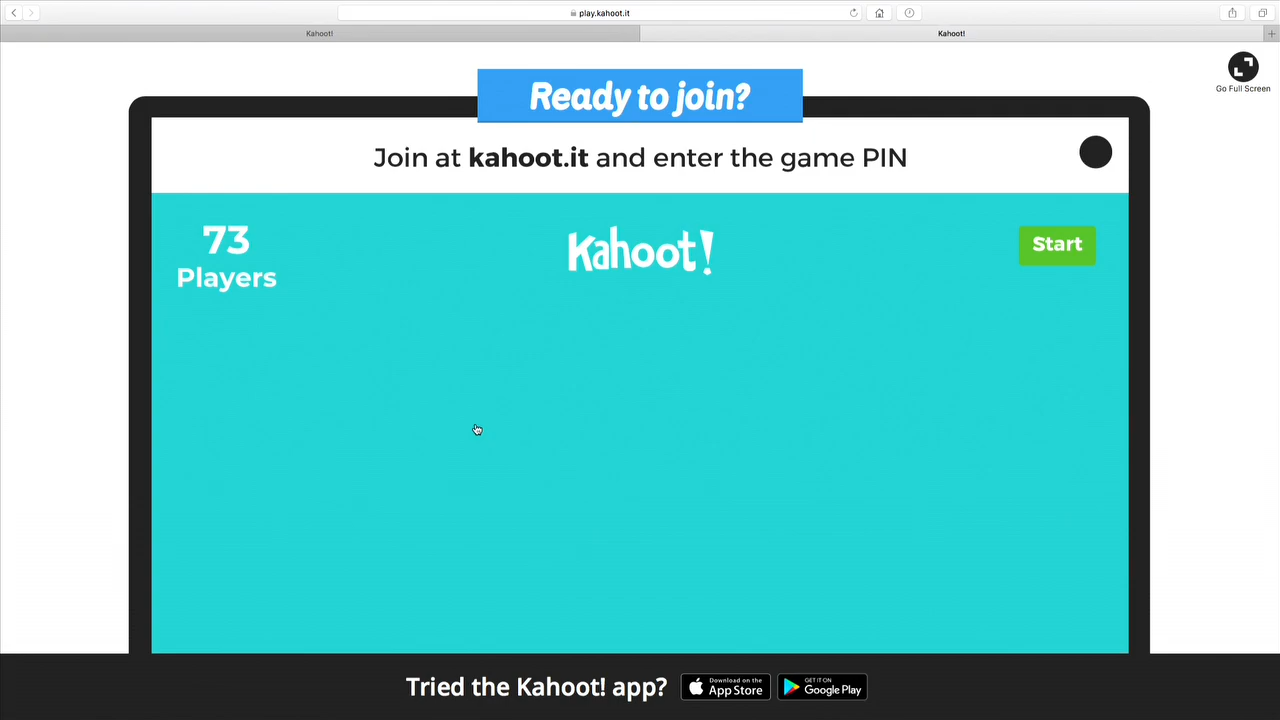 play.kahoot.it
Kahoot!
Kahoot!
Go Full Screen
Ready to join?
Join at kahoot.it and enter the game PIN
73
Players
Kahoot!
Start
Tried the Kahoot! app?
Download on the
App Store
GET IT ON
Google Play